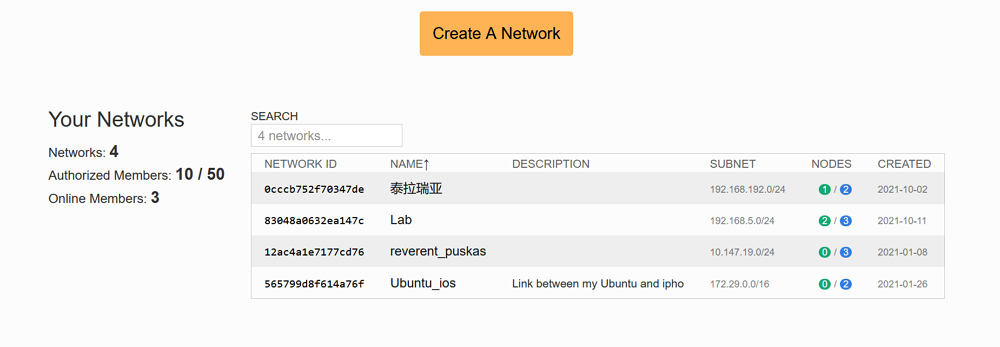 Create A Network
Your Networks
Networks: 4
Authorized Members: 10 / 50
Online Members: 3
SEARCH
4 networks...
NETWORK ID NAME↑ DESCRIPTION SUBNET NODES CREATED
0cccb752f70347de 泰拉瑞亚 192.168.192.0/24 1 / 2 2021-10-02
83048a0632ea147c Lab 192.168.5.0/24 2 / 3 2021-10-11
12ac4a1e7177cd76 reverent_puskas 10.147.19.0/24 0 / 3 2021-01-08
565799d8f614a76f Ubuntu_ios Link between my Ubuntu and ipho 172.29.0.0/16 0 / 2 2021-01-26